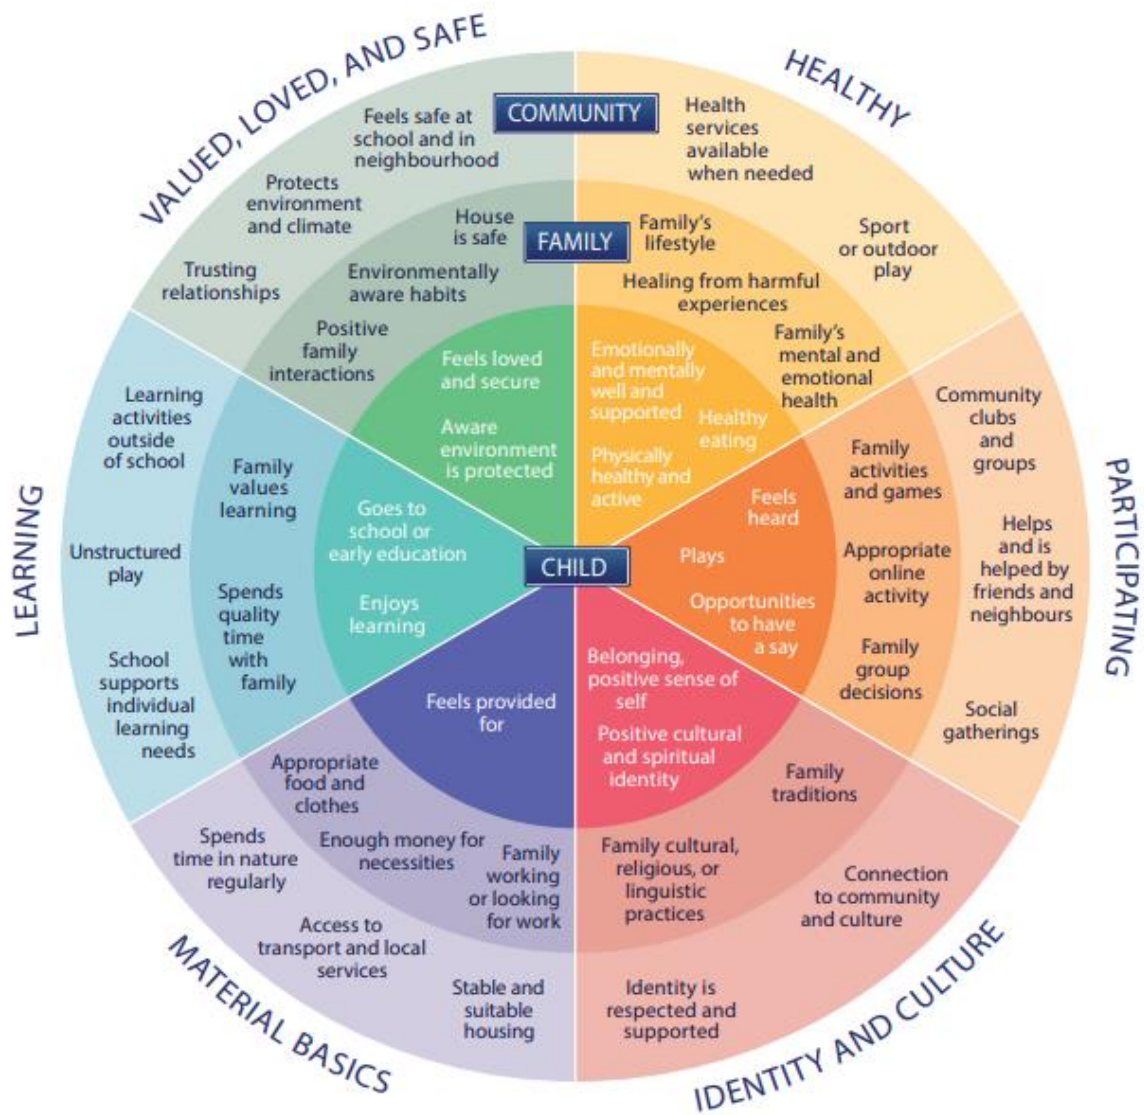 VALUED, LOVED, AND SAFE
HEALTHY
PARTICIPATING
IDENTITY AND CULTURE
MATERIAL BASICS
LEARNING
COMMUNITY
FAMILY
CHILD
Feels safe at
school and in
neighbourhood
Protects
environment
and climate
Trusting
relationships
House
is safe
Environmentally
aware habits
Positive
family
interactions
Feels loved
and secure
Aware
environment
is protected
Health
services
available
when needed
Sport
or outdoor
play
Family's
lifestyle
Healing from harmful
experiences
Family's
mental and
emotional
health
Emotionally
and mentally
well and
supported
Healthy
eating
Physically
healthy and
active
Community
clubs
and
groups
Helps
and is
helped by
friends and
neighbours
Social
gatherings
Family
activities
and games
Appropriate
online
activity
Family
group
decisions
Feels
heard
Plays
Opportunities
to have
a say
Belonging,
positive sense of
self
Positive cultural
and spiritual
identity
Family
traditions
Family cultural,
religious, or
linguistic
practices
Connection
to community
and culture
Identity is
respected and
supported
Feels provided
for
Appropriate
food and
clothes
Enough money for
necessities
Family
working
or looking
for work
Spends
time in nature
regularly
Access to
transport and local
services
Stable and
suitable
housing
Goes to
school or
early education
Enjoys
learning
Family
values
learning
Spends
quality
time
with
family
Learning
activities
outside
of school
Unstructured
play
School
supports
individual
learning
needs